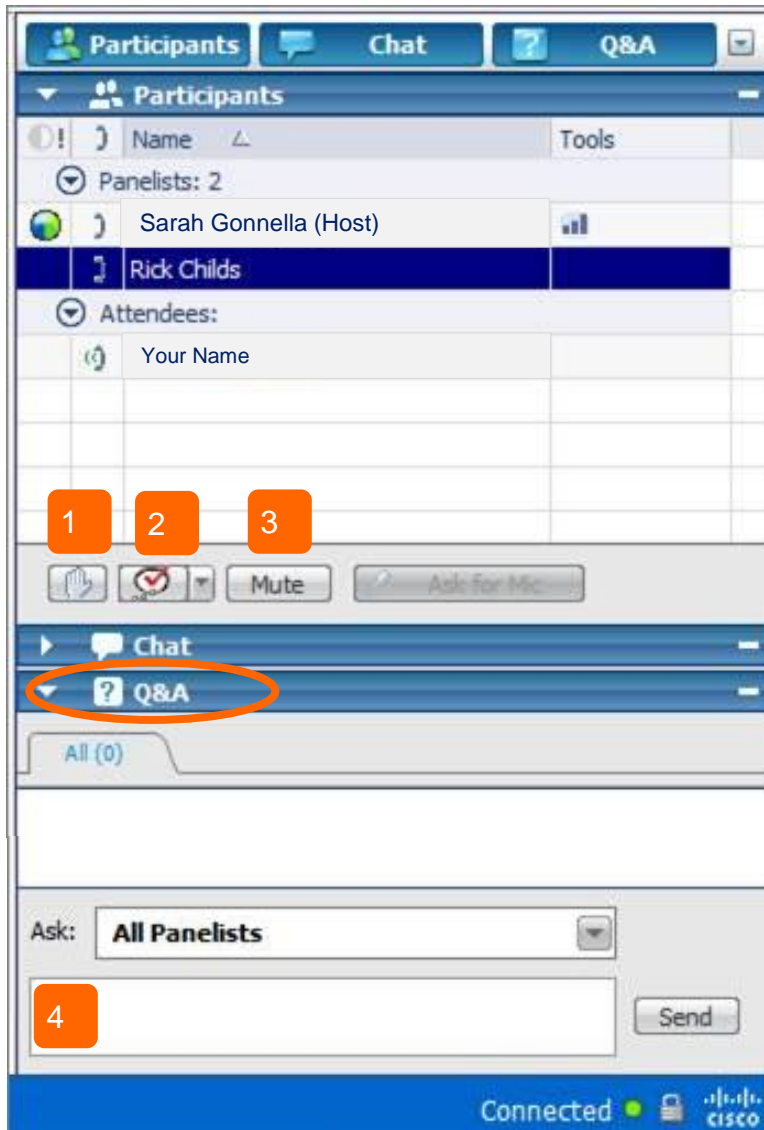 Participants Chat ? Q&A
Participants
! Name Tools
Panelists: 2
Sarah Gonnella (Host)
Rick Childs
Attendees:
Your Name
1 2 3
Mute Ask for Mic
Chat
? Q&A
All (0)
Ask: All Panelists
4 Send
Connected CISCO